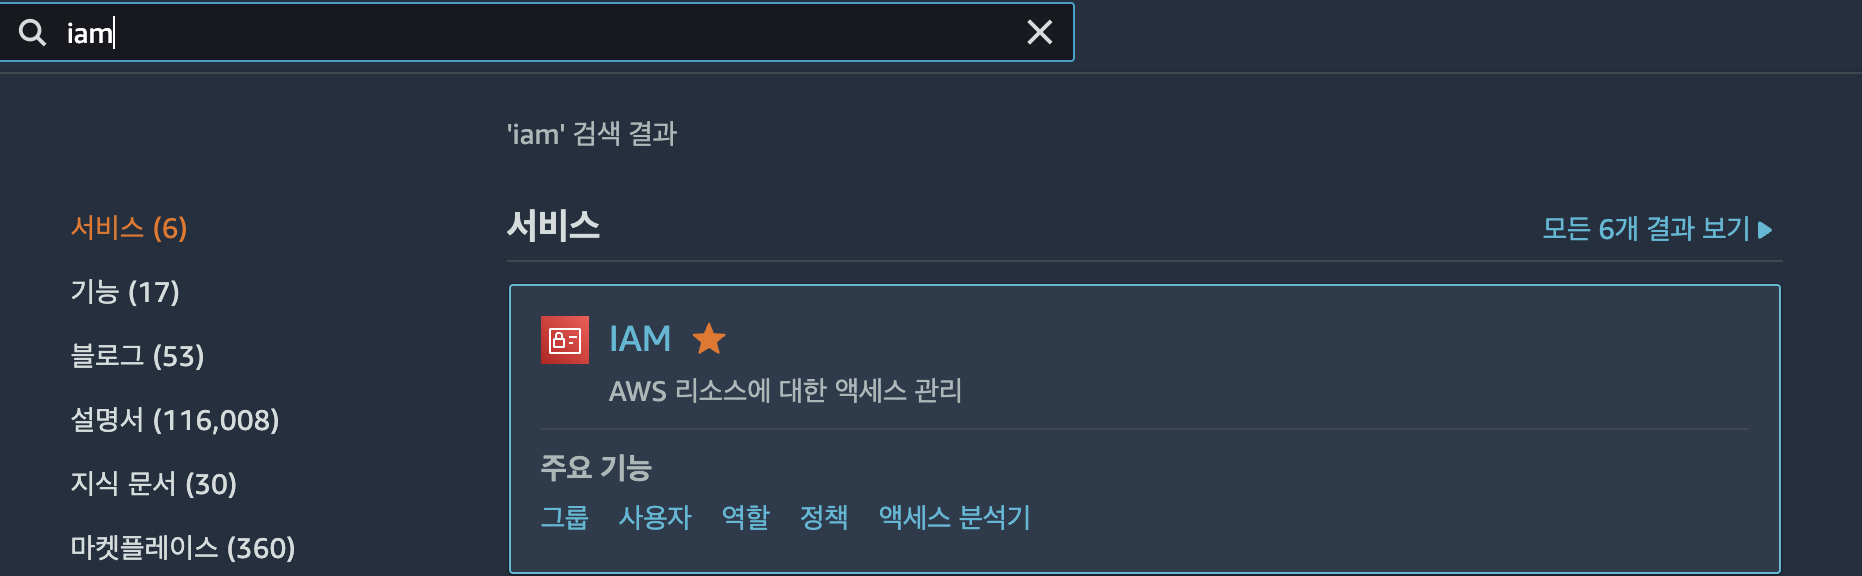 iam
'iam' 검색 결과
서비스 (6)
기능 (17)
블로그 (53)
설명서 (116,008)
지식 문서 (30)
마켓플레이스 (360)
서비스
모든 6개 결과 보기
IAM
AWS 리소스에 대한 액세스 관리
주요 기능
그룹 사용자 역할 정책 액세스 분석기